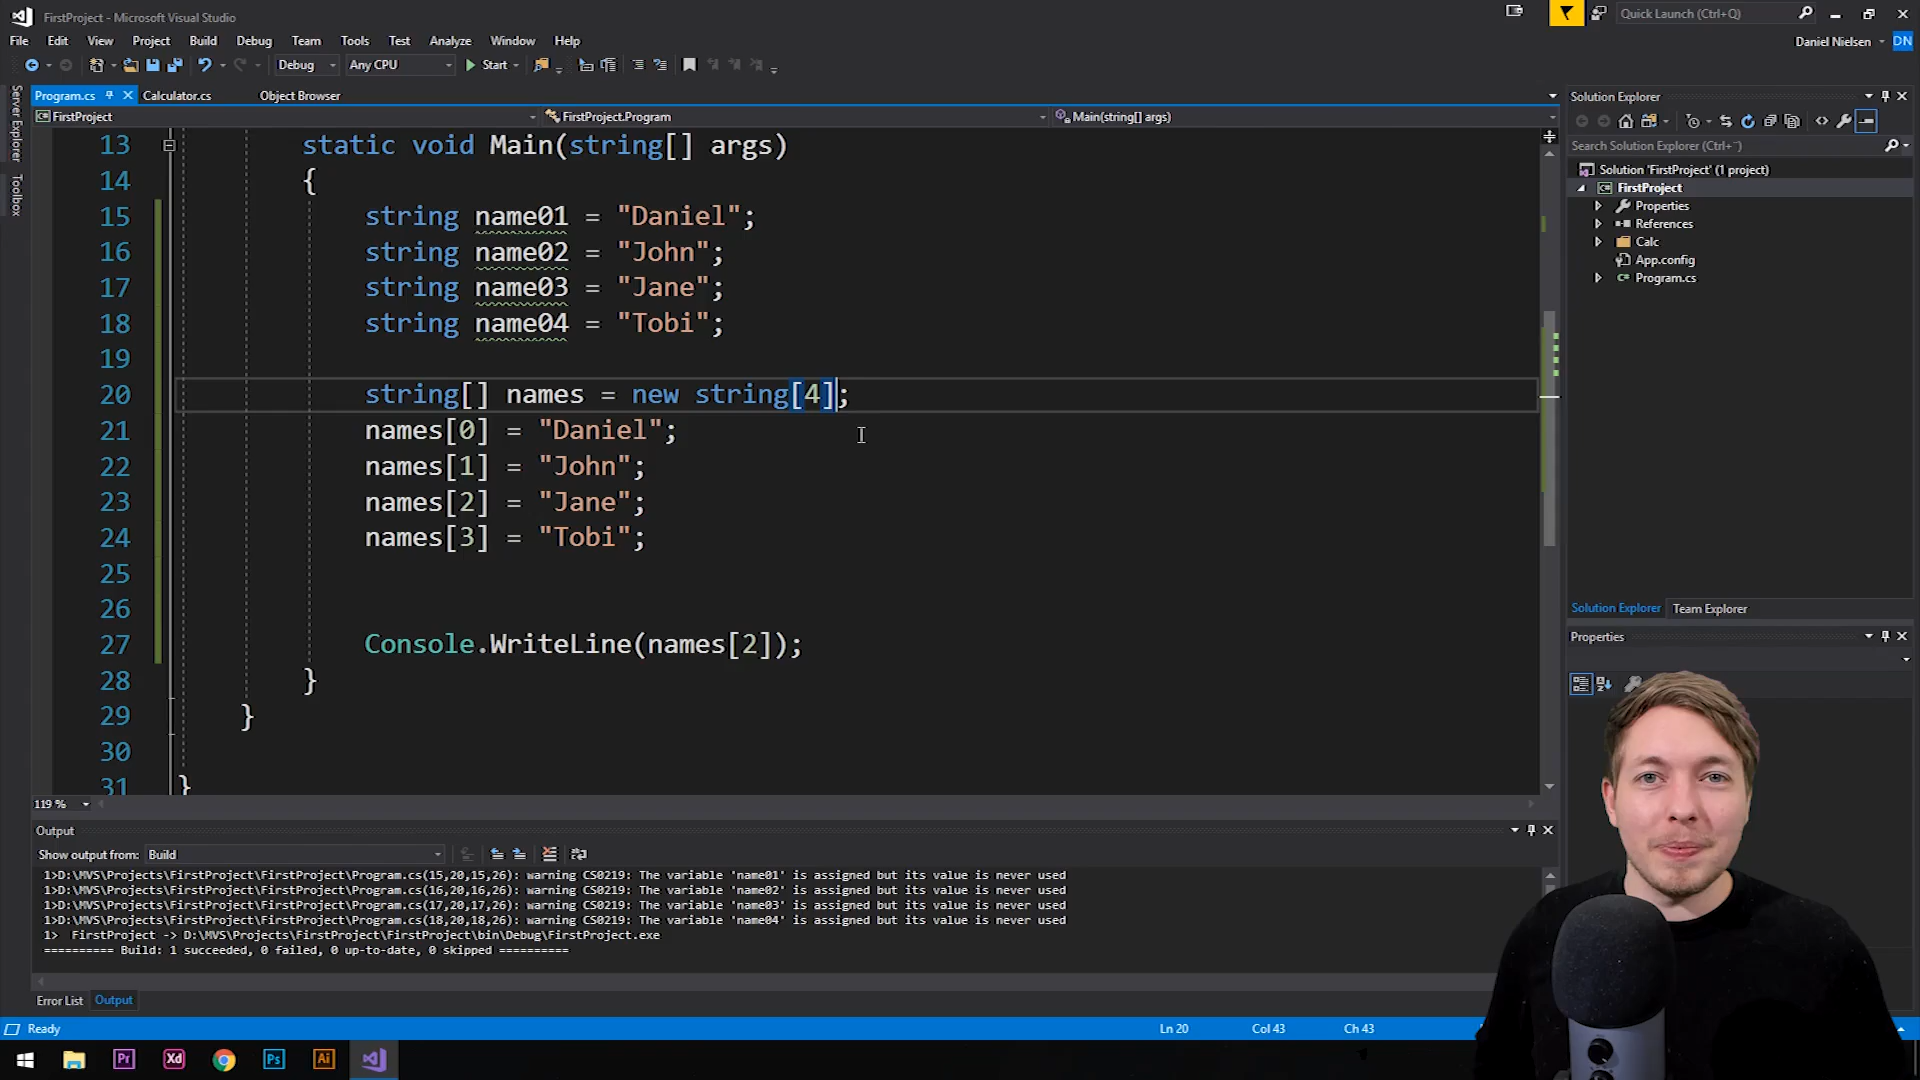 FirstProject - Microsoft Visual Studio
Quick Launch (Ctrl+Q)
File Edit View Project Build Debug Team Tools Test Analyze Window Help
Daniel Nielsen DN
Debug Any CPU Start
Program.cs Calculator.cs Object Browser
FirstProject FirstProject.Program Main(string[] args)
Server Explorer
Toolbox
13 static void Main(string[] args)
14 {
15 string name01 = "Daniel";
16 string name02 = "John";
17 string name03 = "Jane";
18 string name04 = "Tobi";
19
20 string[] names = new string[4];
21 names[0] = "Daniel";
22 names[1] = "John";
23 names[2] = "Jane";
24 names[3] = "Tobi";
25
26
27 Console.WriteLine(names[2]);
28 }
29 }
30
31 }
119 %
Solution Explorer
Search Solution Explorer (Ctrl+¨)
Solution 'FirstProject' (1 project)
FirstProject
Properties
References
Calc
App.config
Program.cs
Solution Explorer Team Explorer
Properties
Output
Show output from: Build
1>D:\MVS\Projects\FirstProject\FirstProject\Program.cs(15,20,15,26): warning CS0219: The variable 'name01' is assigned but its value is never used
1>D:\MVS\Projects\FirstProject\FirstProject\Program.cs(16,20,16,26): warning CS0219: The variable 'name02' is assigned but its value is never used
1>D:\MVS\Projects\FirstProject\FirstProject\Program.cs(17,20,17,26): warning CS0219: The variable 'name03' is assigned but its value is never used
1>D:\MVS\Projects\FirstProject\FirstProject\Program.cs(18,20,18,26): warning CS0219: The variable 'name04' is assigned but its value is never used
1> FirstProject -> D:\MVS\Projects\FirstProject\FirstProject\bin\Debug\FirstProject.exe
========== Build: 1 succeeded, 0 failed, 0 up-to-date, 0 skipped ==========
Error List Output
Ready Ln 20 Col 43 Ch 43
Pr Xd Ps Ai